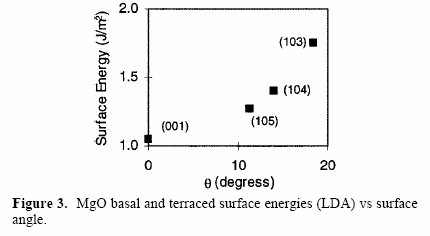 2.0
(103)
1.5
(104)
(001)
(105)
1.0
0
10
20
Surface Energy (J/m²)
θ (degress)
Figure 3. MgO basal and terraced surface energies (LDA) vs surface
angle.